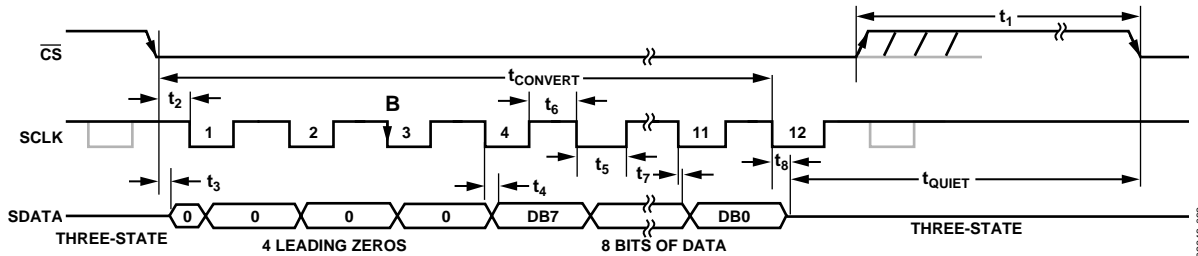 t1
CS
tCONVERT
t2
B
t6
SCLK
1
2
3
4
11
12
t3
t4
t5
t7
t8
tQUIET
SDATA
0
0
0
0
DB7
DB0
THREE-STATE
4 LEADING ZEROS
8 BITS OF DATA
THREE-STATE